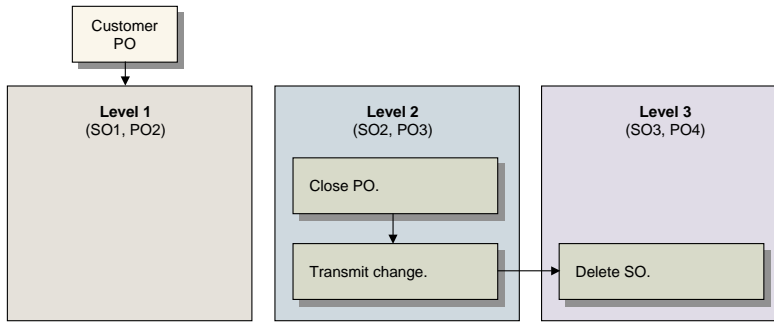 Customer
PO
Level 1
(SO1, PO2)
Level 2
(SO2, PO3)
Level 3
(SO3, PO4)
Close PO.
Transmit change.
Delete SO.